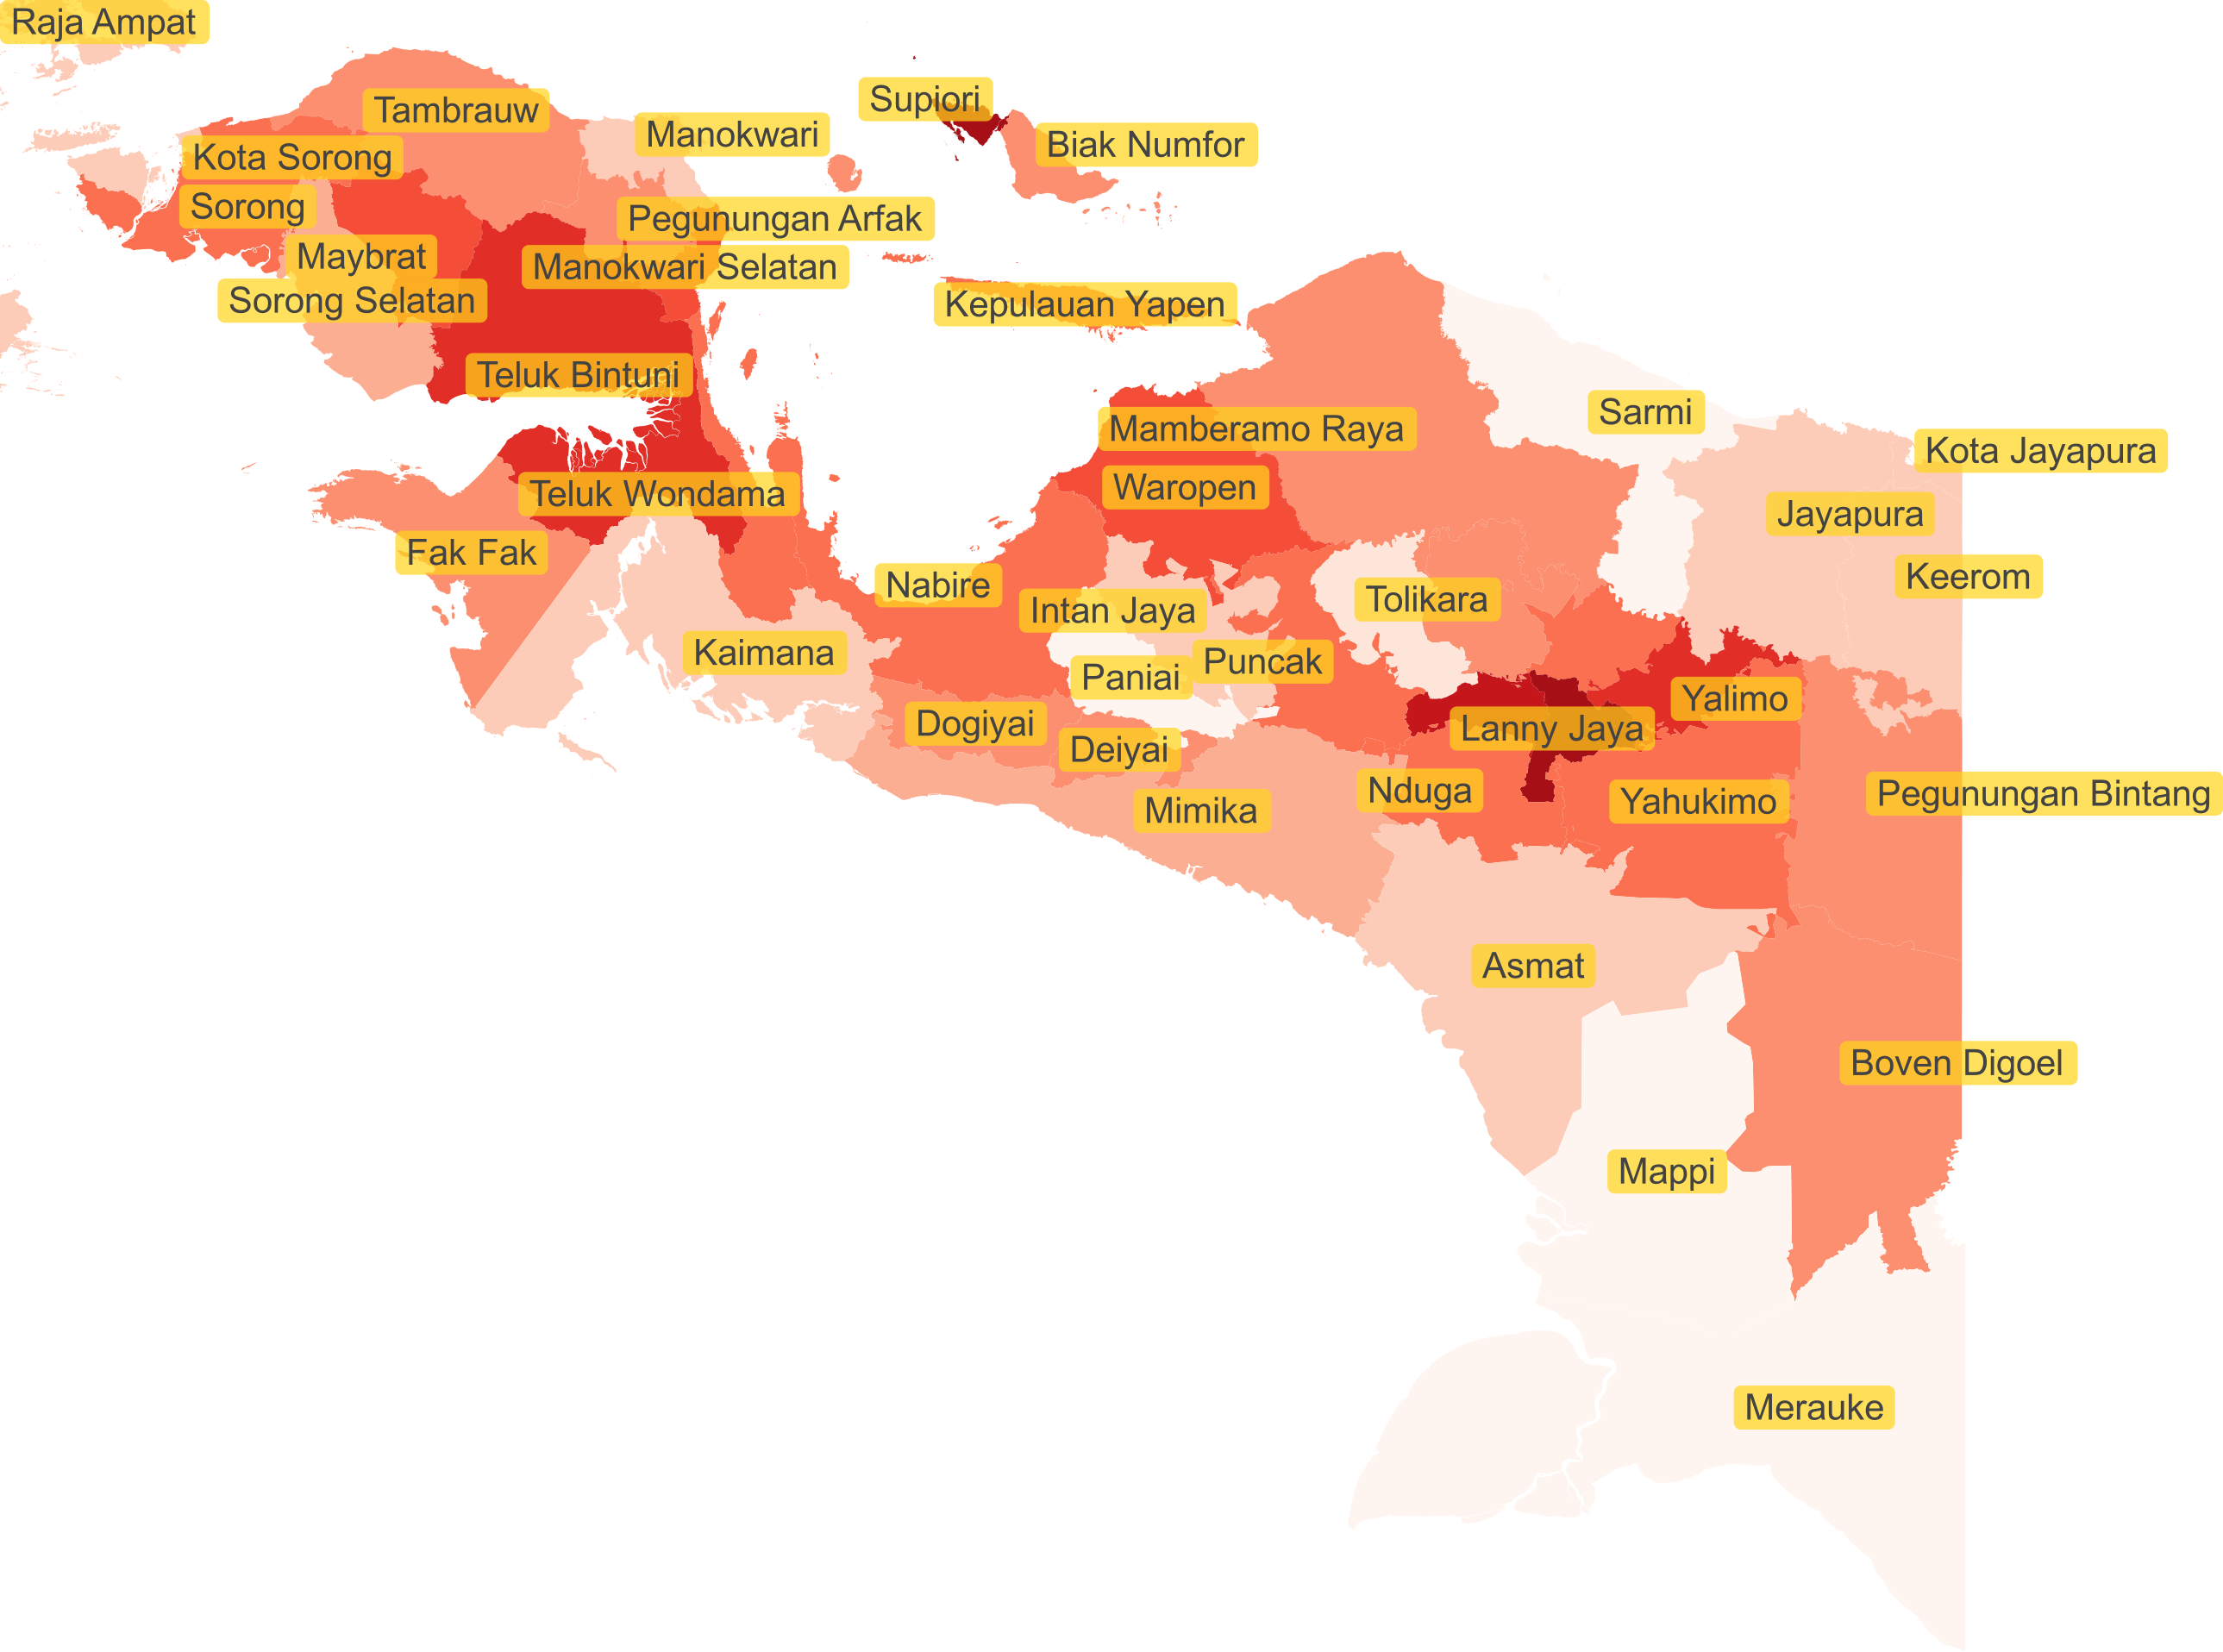 Raja Ampat
Supiori
Tambrauw
Manokwari
Biak Numfor
Kota Sorong
Sorong
Pegunungan Arfak
Maybrat
Manokwari Selatan
Sorong Selatan
Kepulauan Yapen
Teluk Bintuni
Sarmi
Mamberamo Raya
Kota Jayapura
Waropen
Teluk Wondama
Jayapura
Fak Fak
Keerom
Nabire
Tolikara
Intan Jaya
Kaimana
Puncak
Paniai
Yalimo
Dogiyai
Lanny Jaya
Deiyai
Nduga
Pegunungan Bintang
Yahukimo
Mimika
Asmat
Boven Digoel
Mappi
Merauke